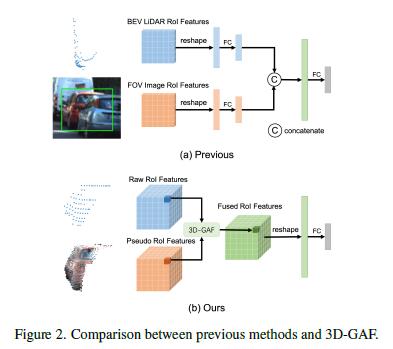 BEV LiDAR RoI Features
reshape
FC
FOV Image RoI Features
reshape
FC
C
FC
C concatenate
(a) Previous
Raw RoI Features
Fused RoI Features
3D-GAF
reshape
FC
Pseudo RoI Features
(b) Ours
Figure 2. Comparison between previous methods and 3D-GAF.